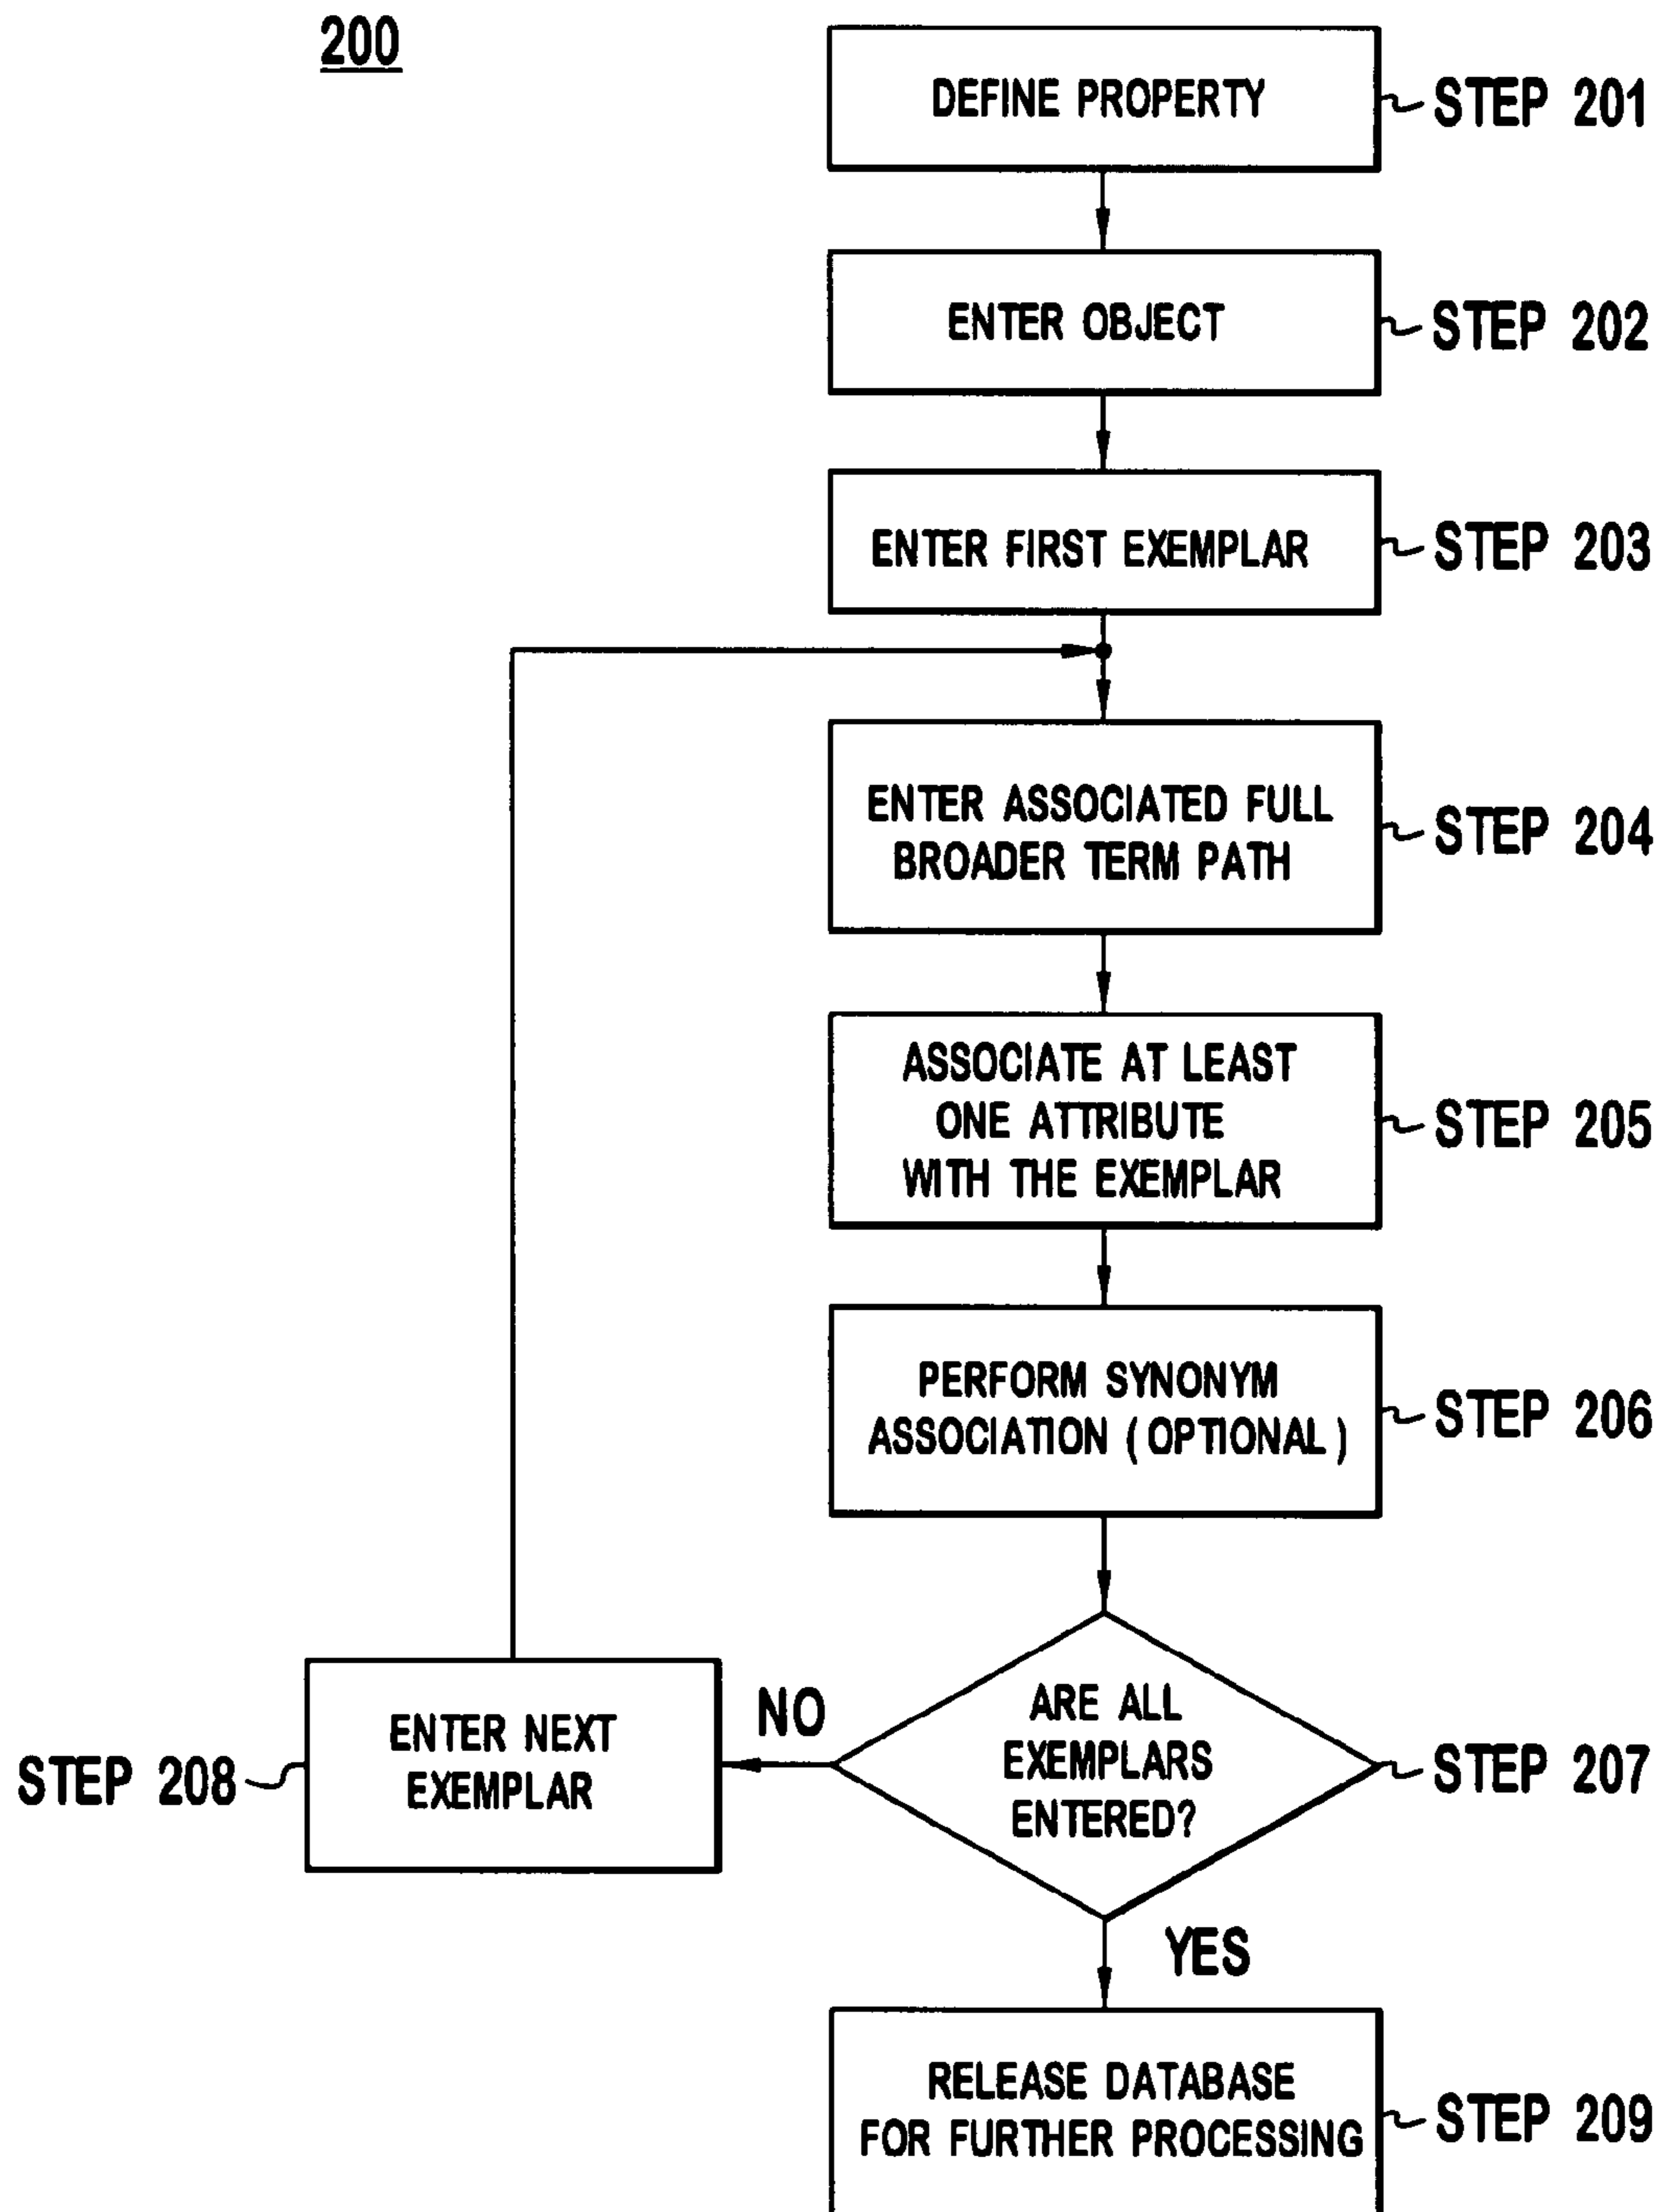 200
DEFINE PROPERTY
STEP 201
ENTER OBJECT
STEP 202
ENTER FIRST EXEMPLAR
STEP 203
ENTER ASSOCIATED FULL
BROADER TERM PATH
STEP 204
ASSOCIATE AT LEAST
ONE ATTRIBUTE
WITH THE EXEMPLAR
STEP 205
PERFORM SYNONYM
ASSOCIATION (OPTIONAL)
STEP 206
ARE ALL
EXEMPLARS
ENTERED?
STEP 207
NO
ENTER NEXT
EXEMPLAR
STEP 208
YES
RELEASE DATABASE
FOR FURTHER PROCESSING
STEP 209